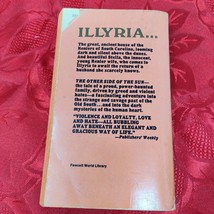 ILLYRIA...
The great, ancient house of the
Reniers of South Carolina, looming
dark and silent above the dunes.
And beautiful Stella, the innocent,
young Renier wife, who comes to
Illyria to await the return of a
husband she scarcely knows.
THE OTHER SIDE OF THE SUN—
the tale of a proud, power-haunted
family, driven by greed and violent
hates—a fascinating adventure into
the strange and savage past of the
Old South... and into the dark
mysteries of the human heart.
"VIOLENCE AND LOYALTY, LOVE
AND HATE—ALL BUBBLING
AWAY BENEATH AN ELEGANT AND
GRACIOUS WAY OF LIFE."
—Publishers' Weekly
Fawcett World Library